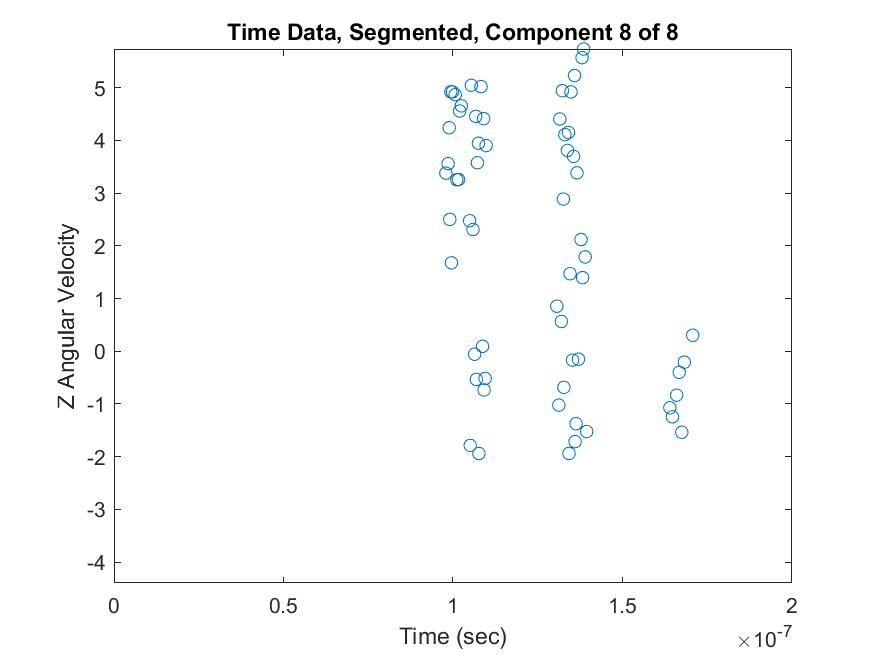 Time Data, Segmented, Component 8 of 8
5
4
3
2
1
0
-1
-2
-3
-4
Z Angular Velocity
0 0.5 1 1.5 2
Time (sec)
×10⁻⁷